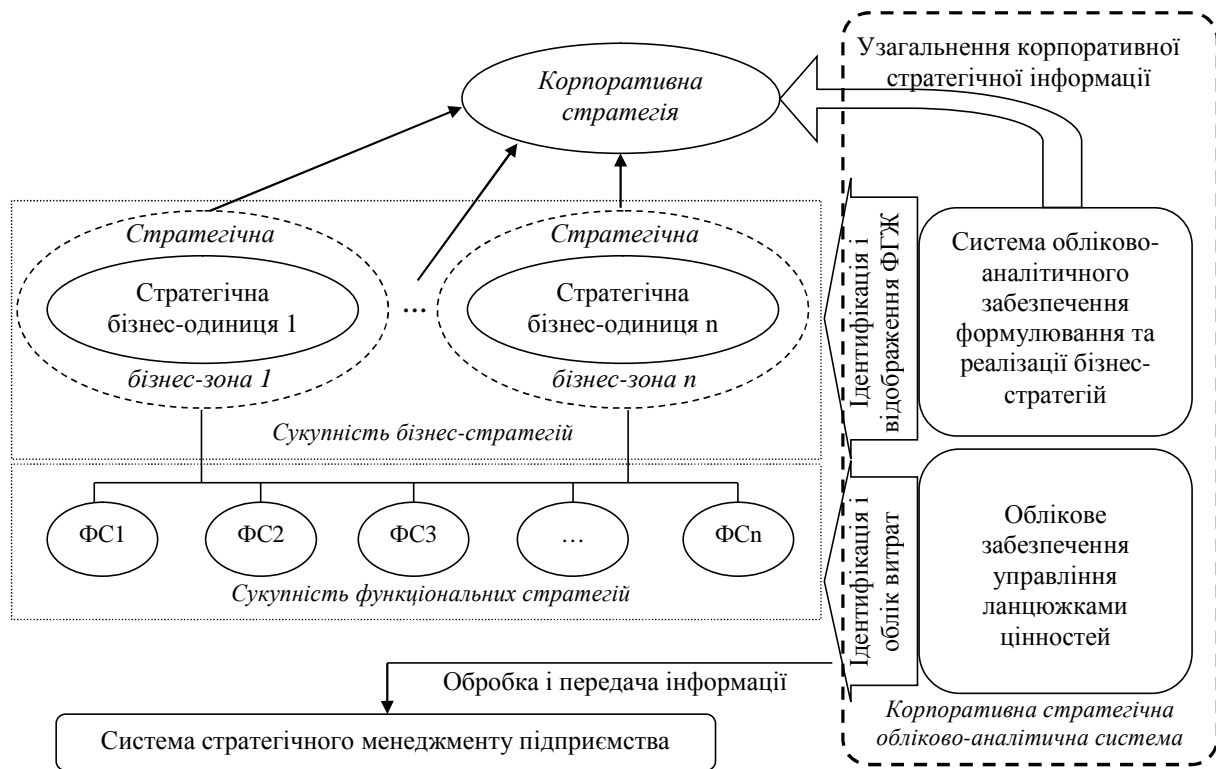 Узагальнення корпоративної
стратегічної інформації
Корпоративна
стратегія
Стратегічна
Стратегічна
бізнес-одиниця 1
бізнес-зона 1
...
Стратегічна
Стратегічна
бізнес-одиниця n
бізнес-зона n
Сукупність бізнес-стратегій
Ідентифікація і
відображення ФГЖ
Система обліково-
аналітичного
забезпечення
формулювання та
реалізації бізнес-
стратегій
ФС1
ФС2
ФС3
…
ФСn
Сукупність функціональних стратегій
Ідентифікація і
облік витрат
Облікове
забезпечення
управління
ланцюжками
цінностей
Обробка і передача інформації
Система стратегічного менеджменту підприємства
Корпоративна стратегічна
обліково-аналітична система